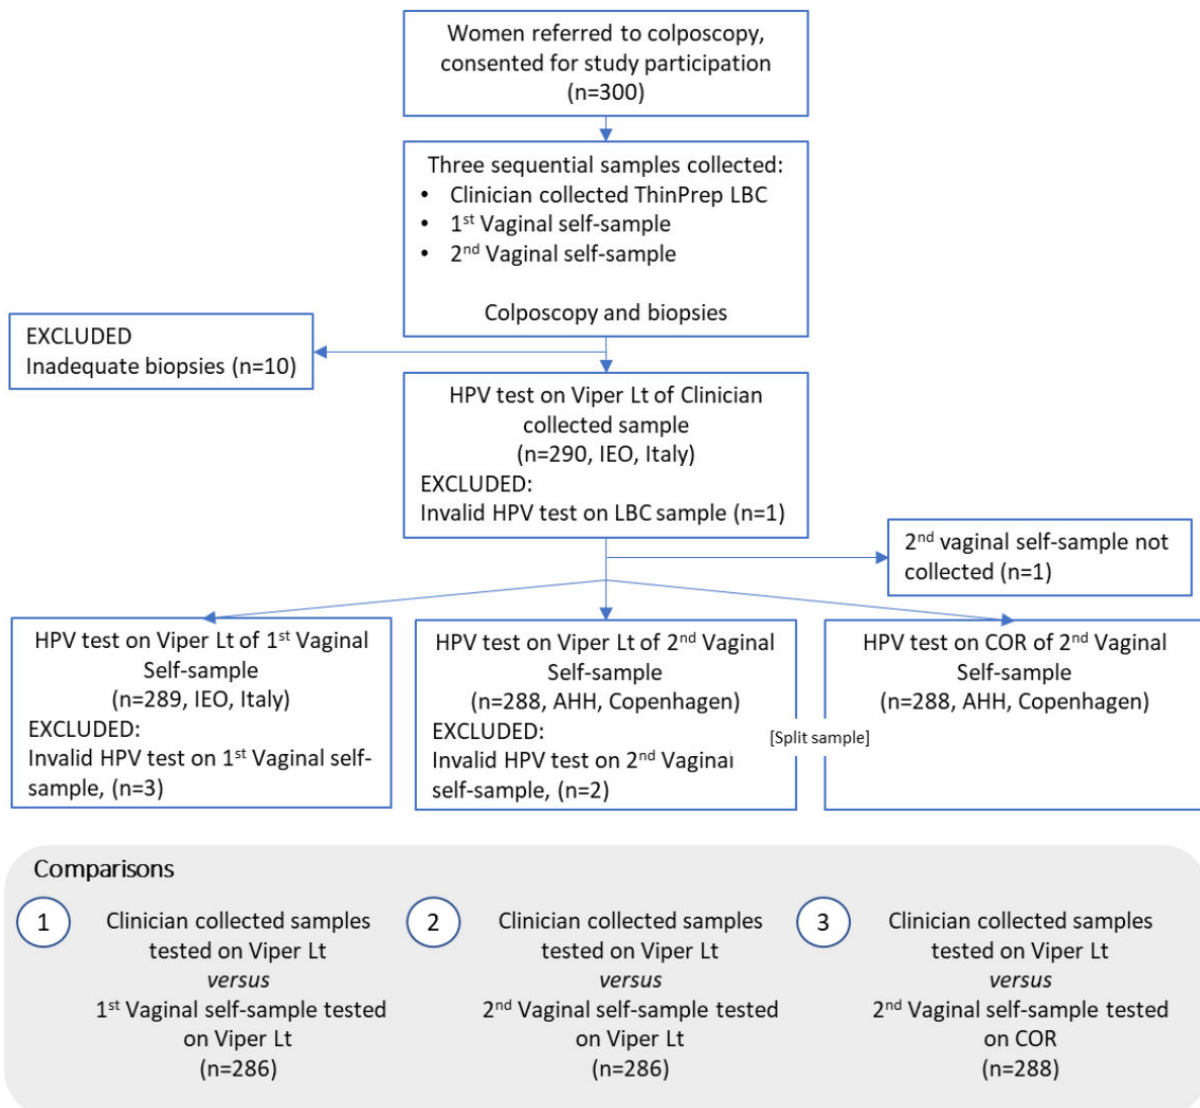 Women referred to colposcopy,
consented for study participation
(n=300)
Three sequential samples collected:
• Clinician collected ThinPrep LBC
• 1st Vaginal self-sample
• 2nd Vaginal self-sample
Colposcopy and biopsies
EXCLUDED
Inadequate biopsies (n=10)
HPV test on Viper Lt of Clinician
collected sample
(n=290, IEO, Italy)
EXCLUDED:
Invalid HPV test on LBC sample (n=1)
2nd vaginal self-sample not
collected (n=1)
HPV test on Viper Lt of 1st Vaginal
Self-sample
(n=289, IEO, Italy)
EXCLUDED:
Invalid HPV test on 1st Vaginal self-
sample, (n=3)
HPV test on Viper Lt of 2nd Vaginal
Self-sample
(n=288, AHH, Copenhagen)
EXCLUDED:
Invalid HPV test on 2nd Vaginal
self-sample, (n=2)
[Split sample]
HPV test on COR of 2nd Vaginal
Self-sample
(n=288, AHH, Copenhagen)
Comparisons
1
Clinician collected samples
tested on Viper Lt
versus
1st Vaginal self-sample tested
on Viper Lt
(n=286)
2
Clinician collected samples
tested on Viper Lt
versus
2nd Vaginal self-sample tested
on Viper Lt
(n=286)
3
Clinician collected samples
tested on Viper Lt
versus
2nd Vaginal self-sample tested
on COR
(n=288)